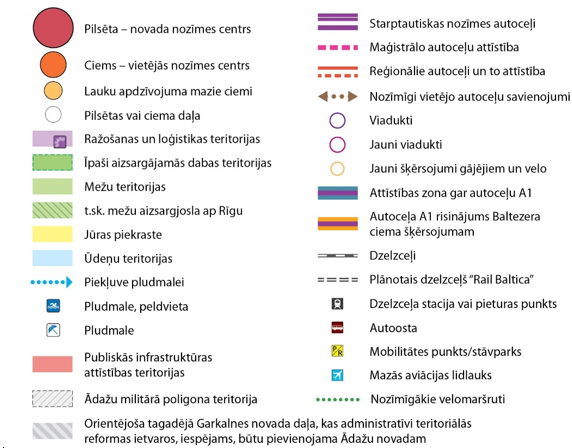 Pilsēta – novada nozīmes centrs
Ciems – vietējās nozīmes centrs
Lauku apdzīvojuma mazie ciemi
Pilsētas vai ciema daļa
Ražošanas un loģistikas teritorijas
Īpaši aizsargājamās dabas teritorijas
Mežu teritorijas
t.sk. mežu aizsargjosla ap Rīgu
Jūras piekraste
Ūdeņu teritorijas
Piekļuve pludmalei
Pludmale, peldvieta
Pludmale
Publiskās infrastruktūras
attīstības teritorijas
Ādažu militārā poligona teritorija
Orientējoša tagadējā Garkalnes novada daļa, kas administratīvi teritoriālās
reformas ietvaros, iespējams, būtu pievienojama Ādažu novadam
Starptautiskas nozīmes autoceļi
Maģistrālo autoceļu attīstība
Reģionālie autoceļi un to attīstība
Nozīmīgi vietējo autoceļu savienojumi
Viadukti
Jauni viadukti
Jauni šķērsojumi gājējiem un velo
Attīstības zona gar autoceļu A1
Autoceļa A1 risinājums Baltezera
ciema šķērsojumam
Dzelzceļi
Plānotais dzelzceļš “Rail Baltica”
Dzelzceļa stacija vai pieturas punkts
Autoosta
P/R
Mobilitātes punkts/stāvparks
Mazās aviācijas lidlauks
Nozīmīgākie velomaršruti